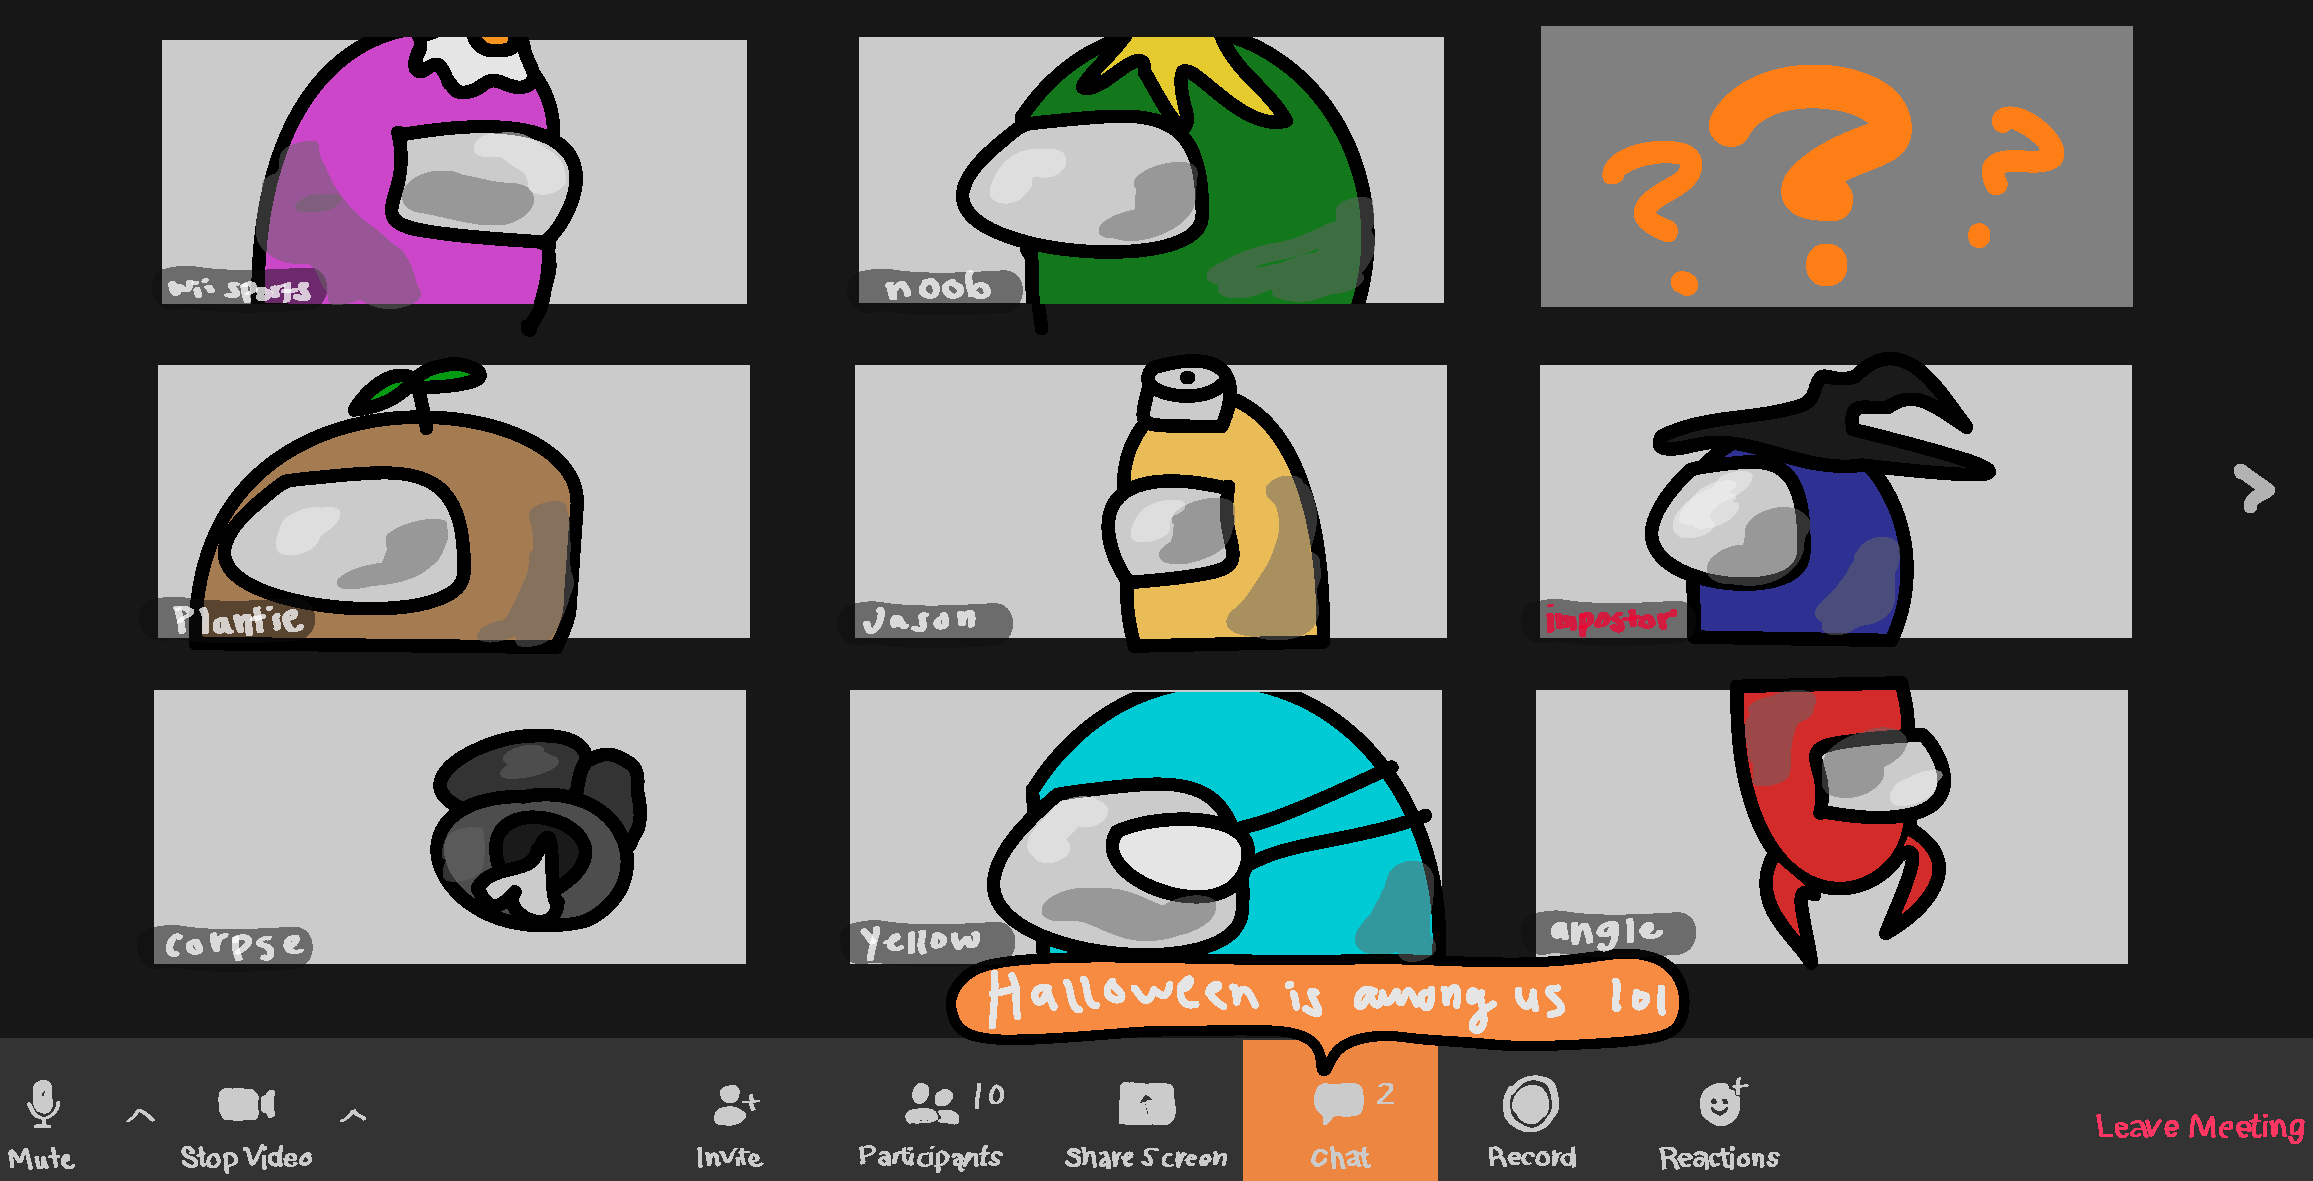 wii sports
noob
? ? ?
Plantie
Jason
impostor
>
corpse
Yellow
angle
Halloween is among us lol
10
2
Mute
Stop Video
Invite
Participants
Share Screen
Chat
Record
Reactions
Leave Meeting